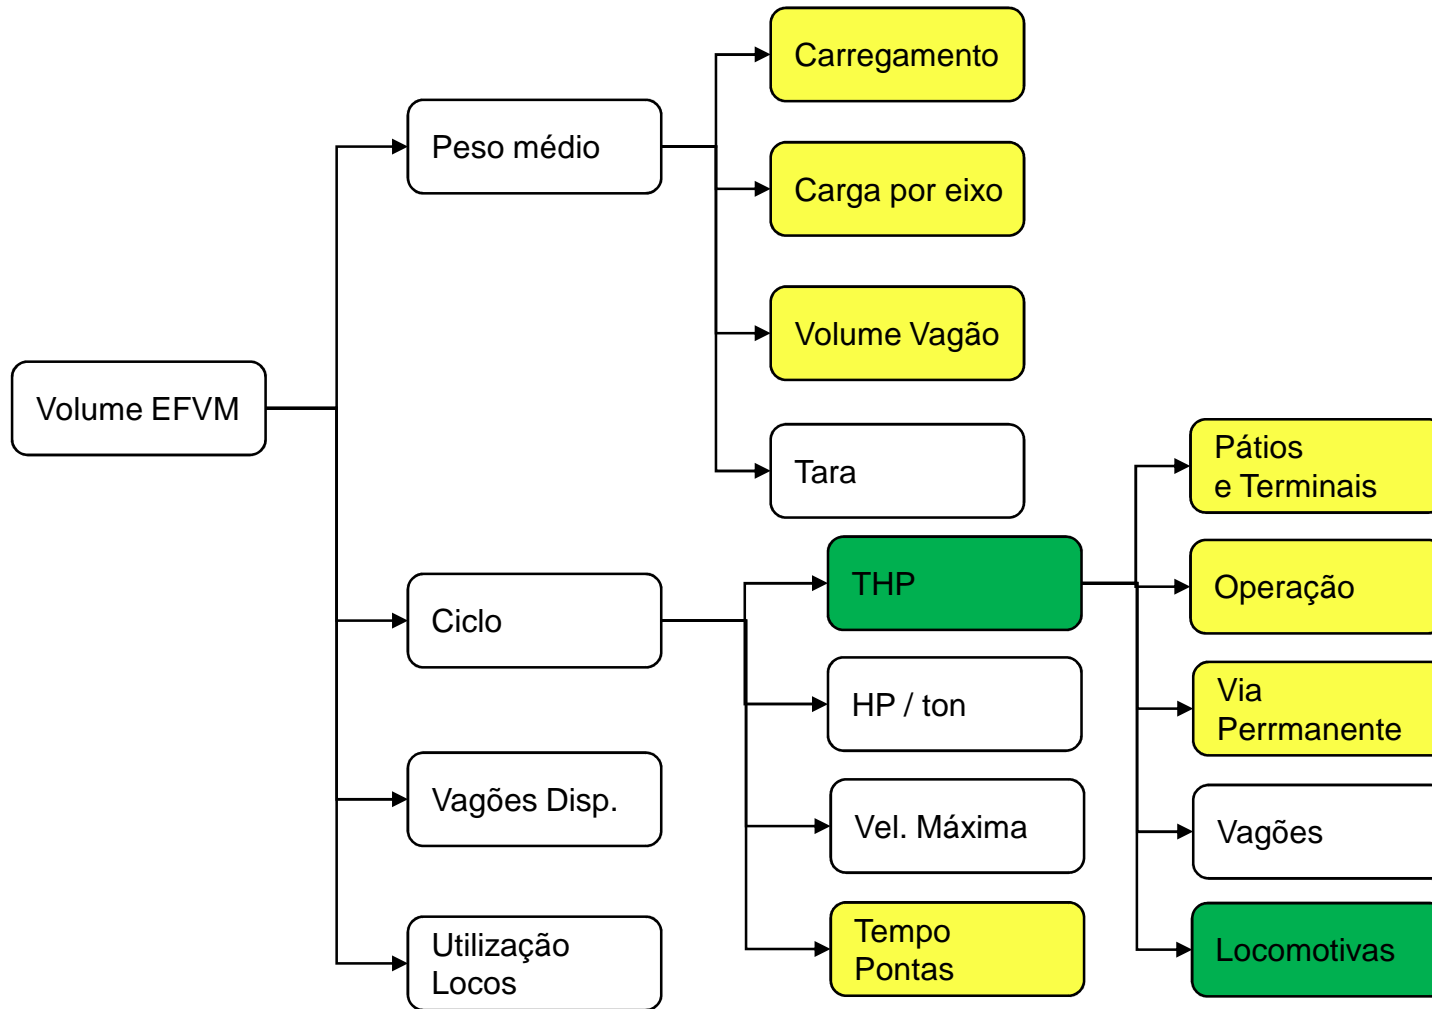 Carregamento
Peso médio
Carga por eixo
Volume Vagão
Volume EFVM
Tara
Pátios
e Terminais
THP
Operação
Ciclo
HP / ton
Via
Perrmanente
Vagões Disp.
Vel. Máxima
Vagões
Utilização
Locos
Tempo
Pontas
Locomotivas